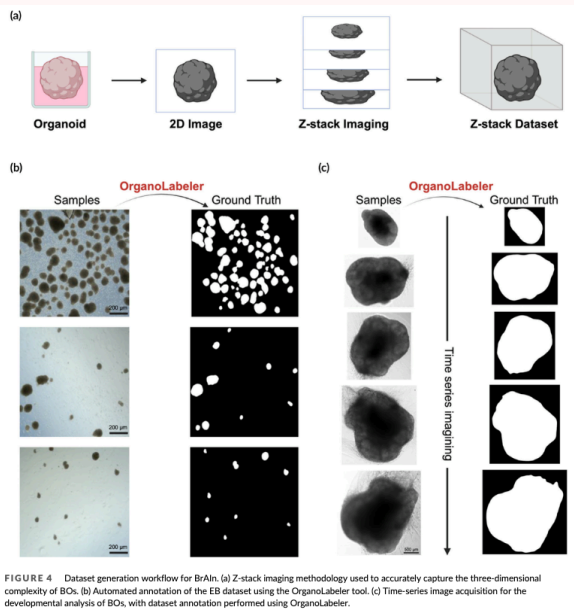 (a)
Organoid
2D Image
Z-stack Imaging
Z-stack Dataset
(b)
OrganoLabeler
Samples
Ground Truth
200 µm
200 µm
200 µm
(c)
OrganoLabeler
Samples
Ground Truth
Time series imagining
200 µm
FIGURE 4 Dataset generation workflow for BrAIn. (a) Z-stack imaging methodology used to accurately capture the three-dimensional
complexity of BOs. (b) Automated annotation of the EB dataset using the OrganoLabeler tool. (c) Time-series image acquisition for the
developmental analysis of BOs, with dataset annotation performed using OrganoLabeler.